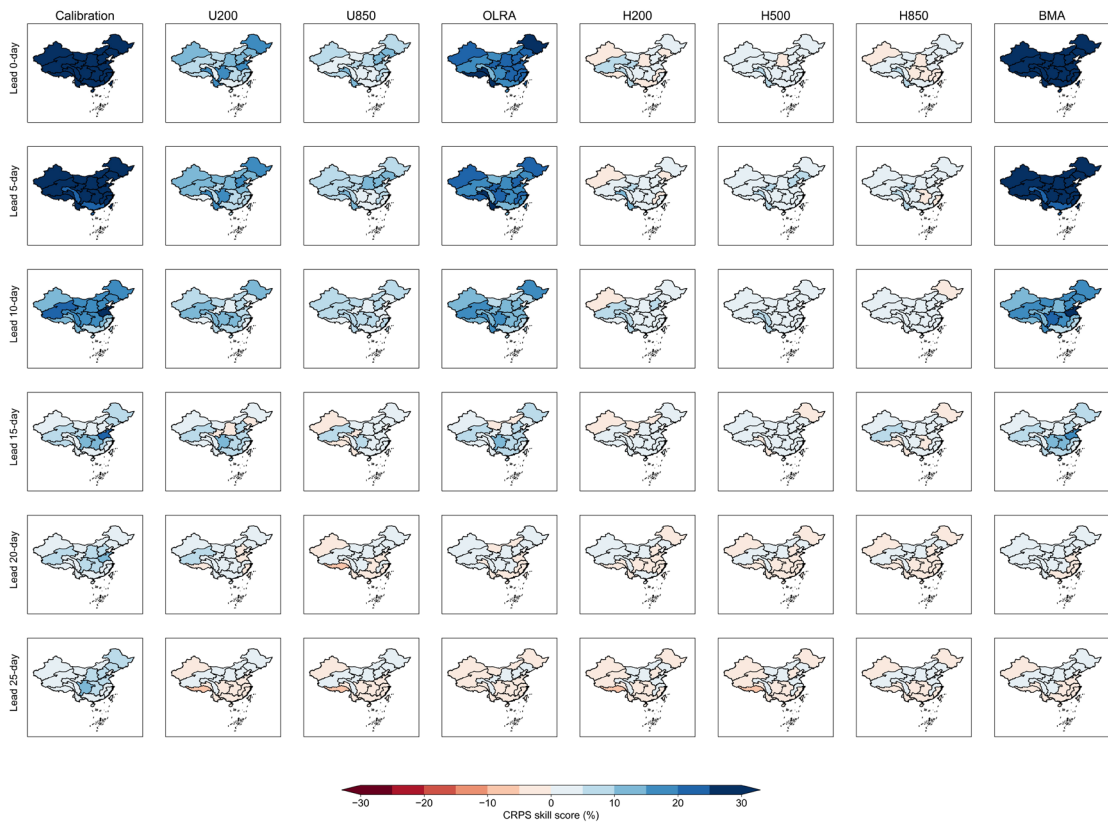 Calibration U200 U850 OLRA H200 H500 H850 BMA
Lead 0-day
Lead 5-day
Lead 10-day
Lead 15-day
Lead 20-day
Lead 25-day
−30 −20 −10 0 10 20 30
CRPS skill score (%)